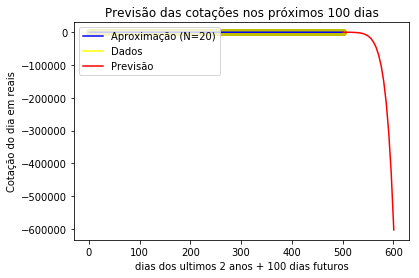 Previsão das cotações nos próximos 100 dias
Aproximação (N=20)
Dados
Previsão
Cotação do dia em reais
0
−100000
−200000
−300000
−400000
−500000
−600000
0 100 200 300 400 500 600
dias dos ultimos 2 anos + 100 dias futuros